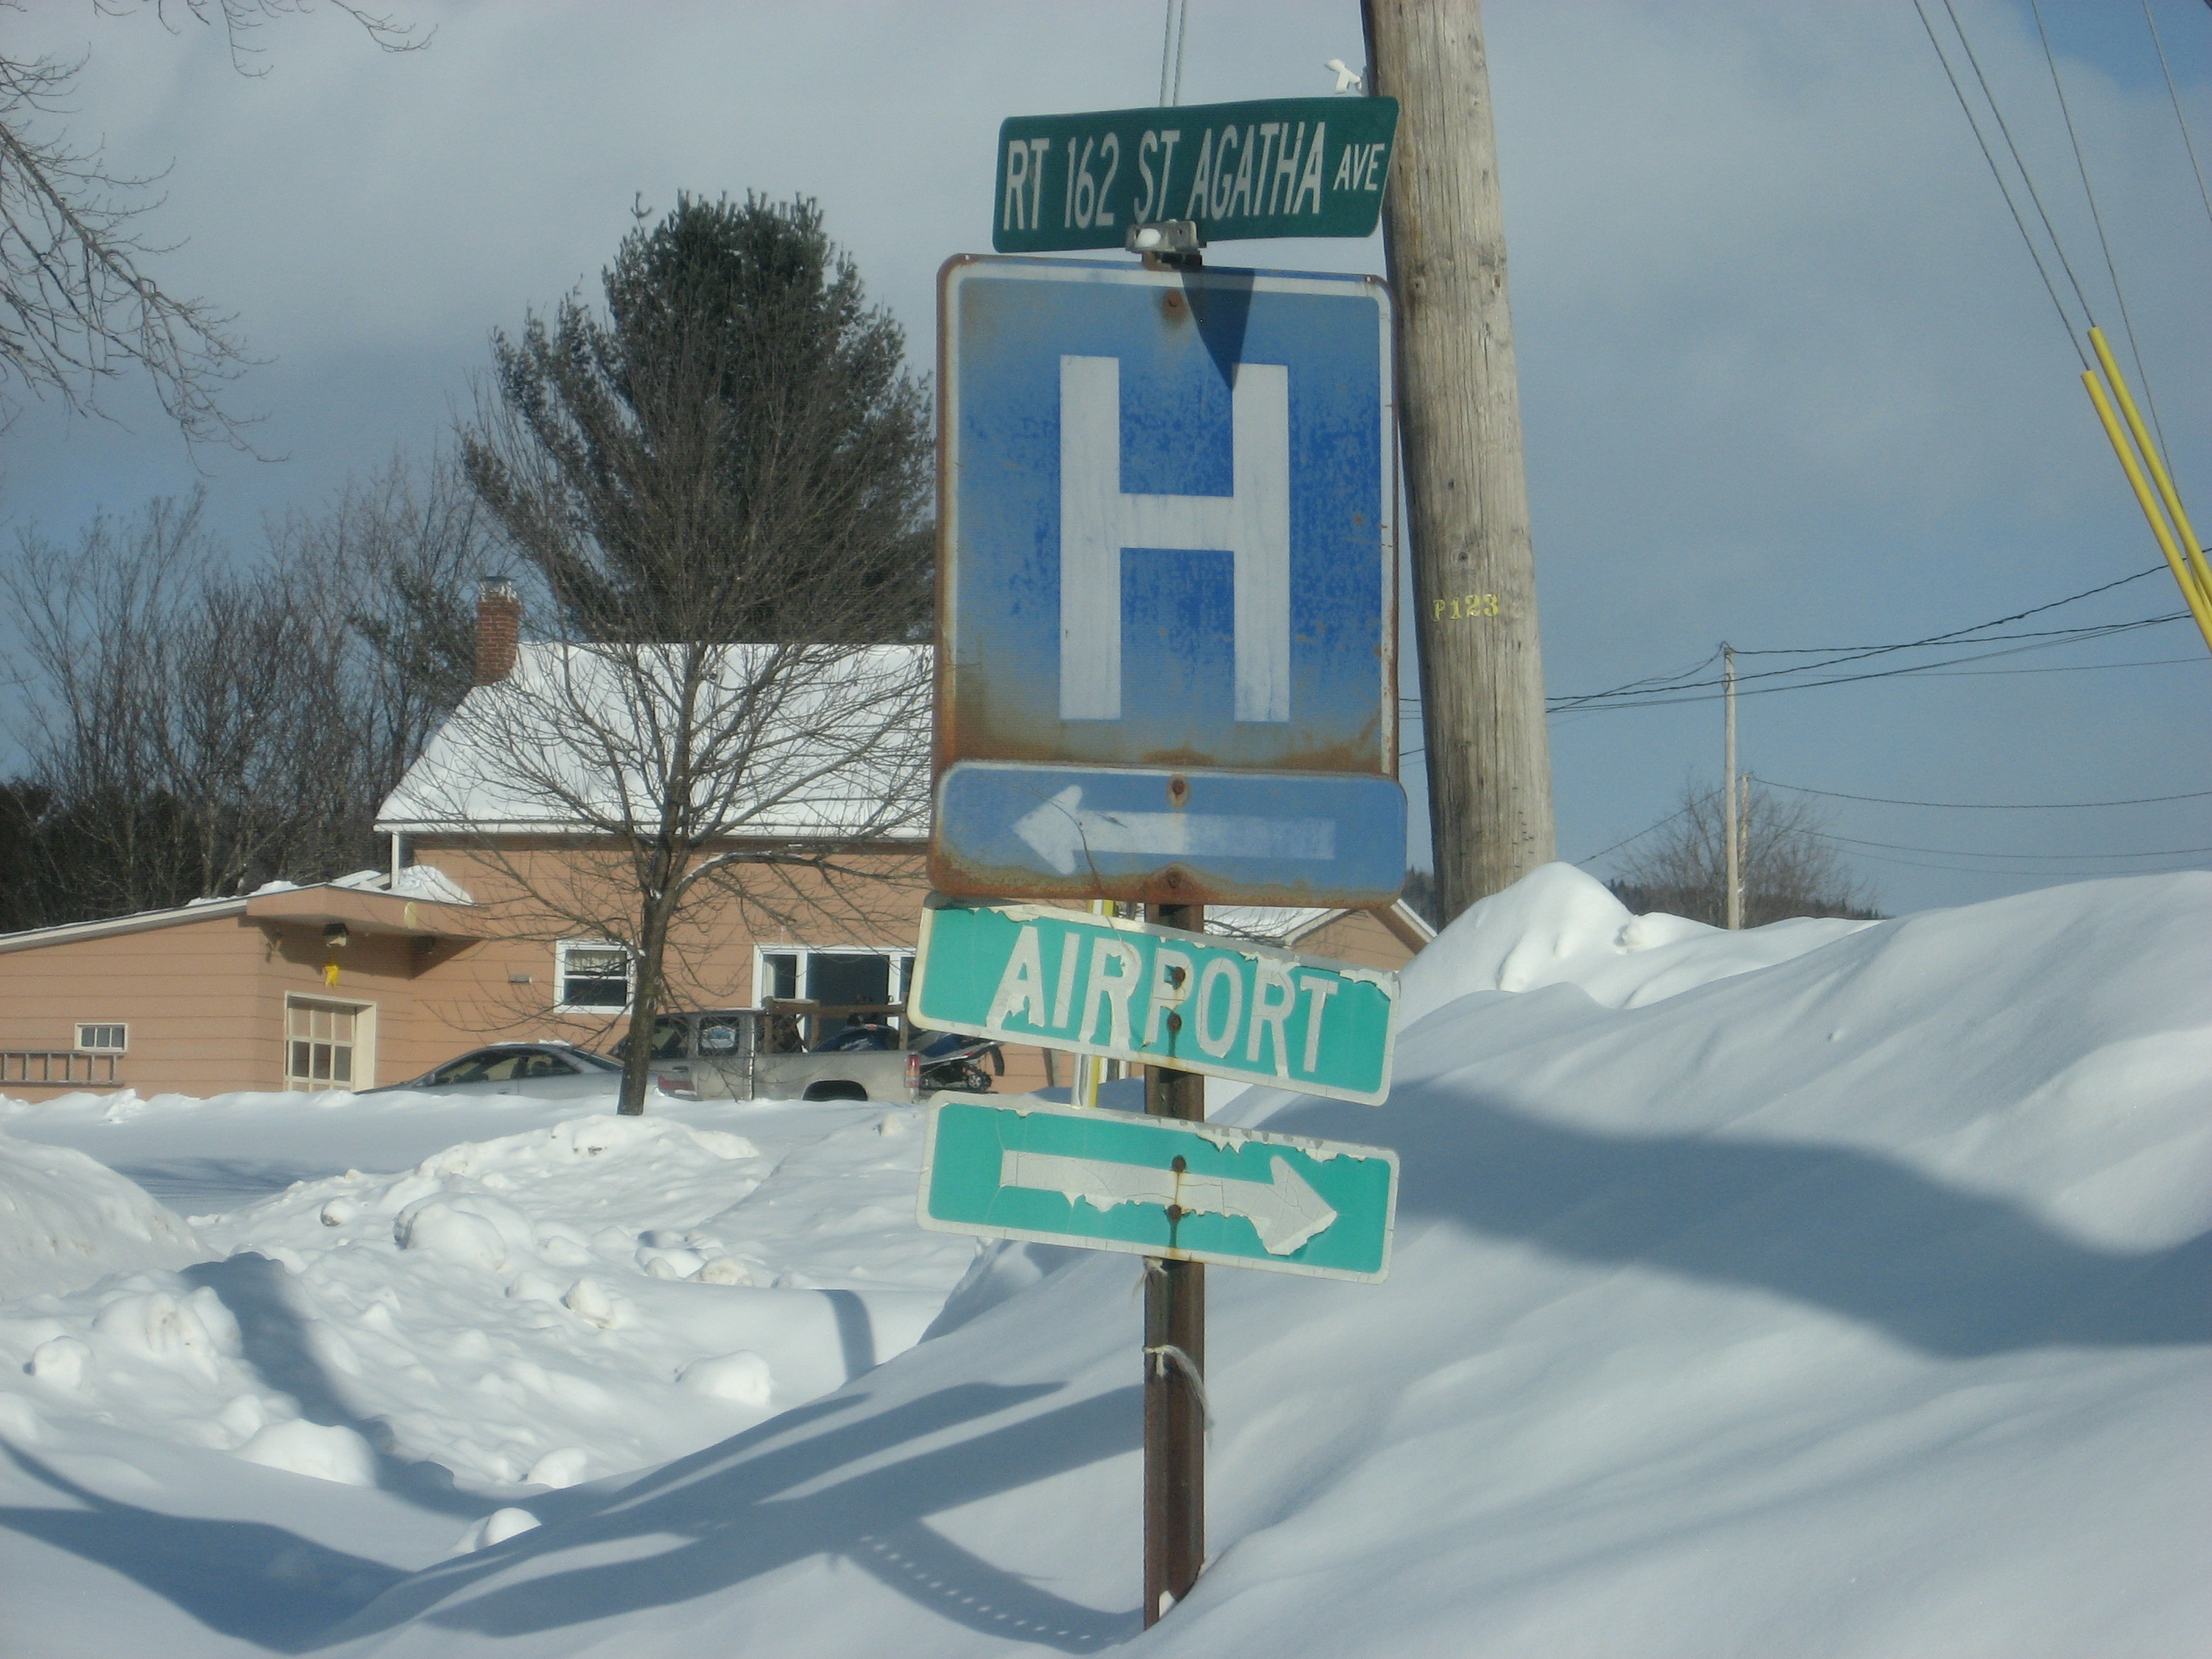 RT 162 ST AGATHA AVE
H
P123
AIRPORT